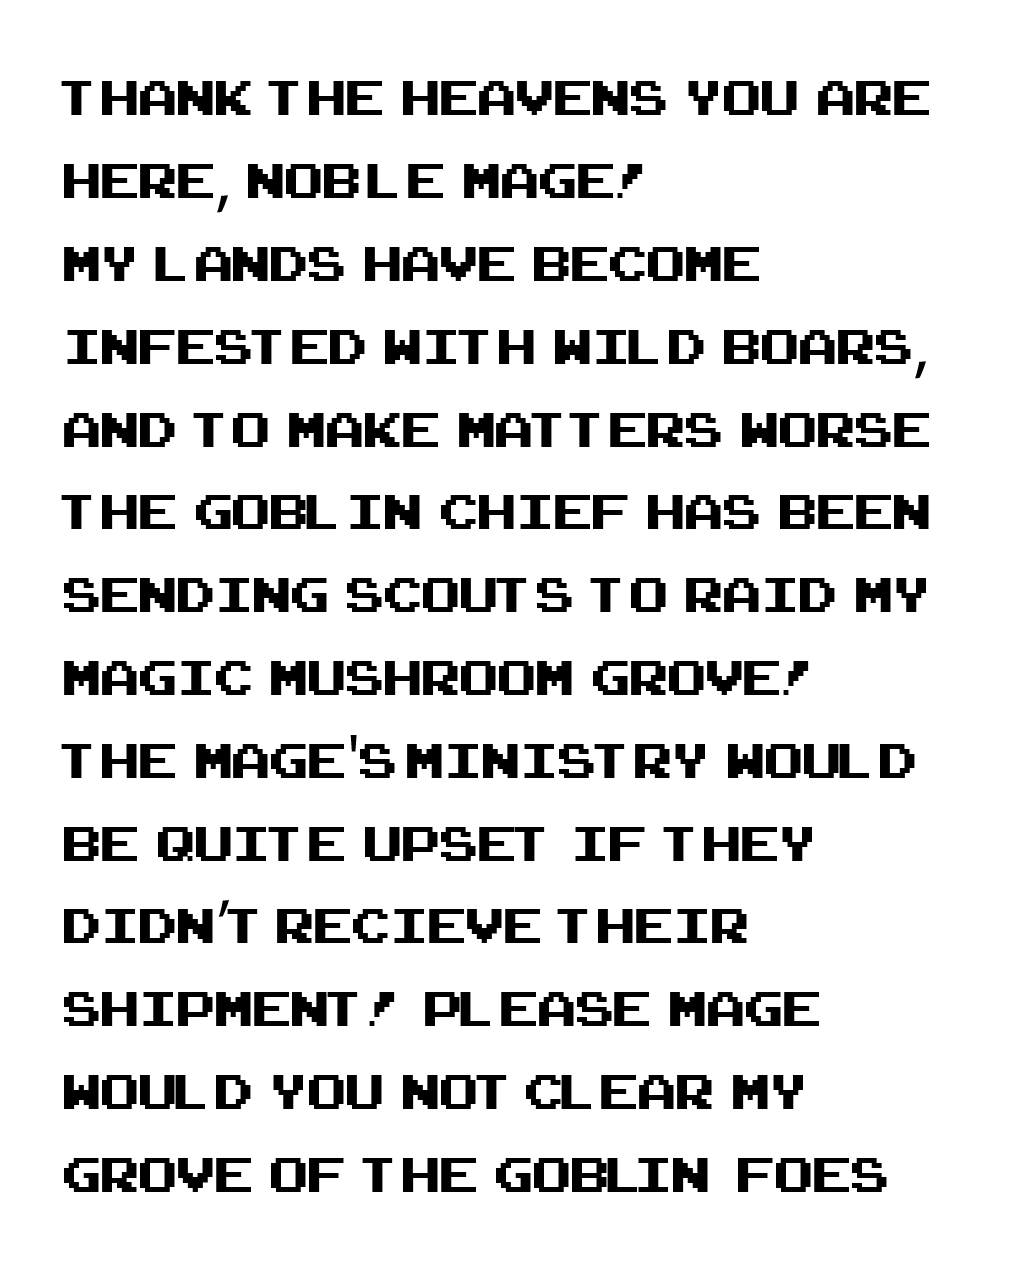 THANK THE HEAVENS YOU ARE
HERE, NOBLE MAGE!
MY LANDS HAVE BECOME
INFESTED WITH WILD BOARS,
AND TO MAKE MATTERS WORSE
THE GOBLIN CHIEF HAS BEEN
SENDING SCOUTS TO RAID MY
MAGIC MUSHROOM GROVE!
THE MAGE'S MINISTRY WOULD
BE QUITE UPSET IF THEY
DIDN'T RECIEVE THEIR
SHIPMENT! PLEASE MAGE
WOULD YOU NOT CLEAR MY
GROVE OF THE GOBLIN FOES